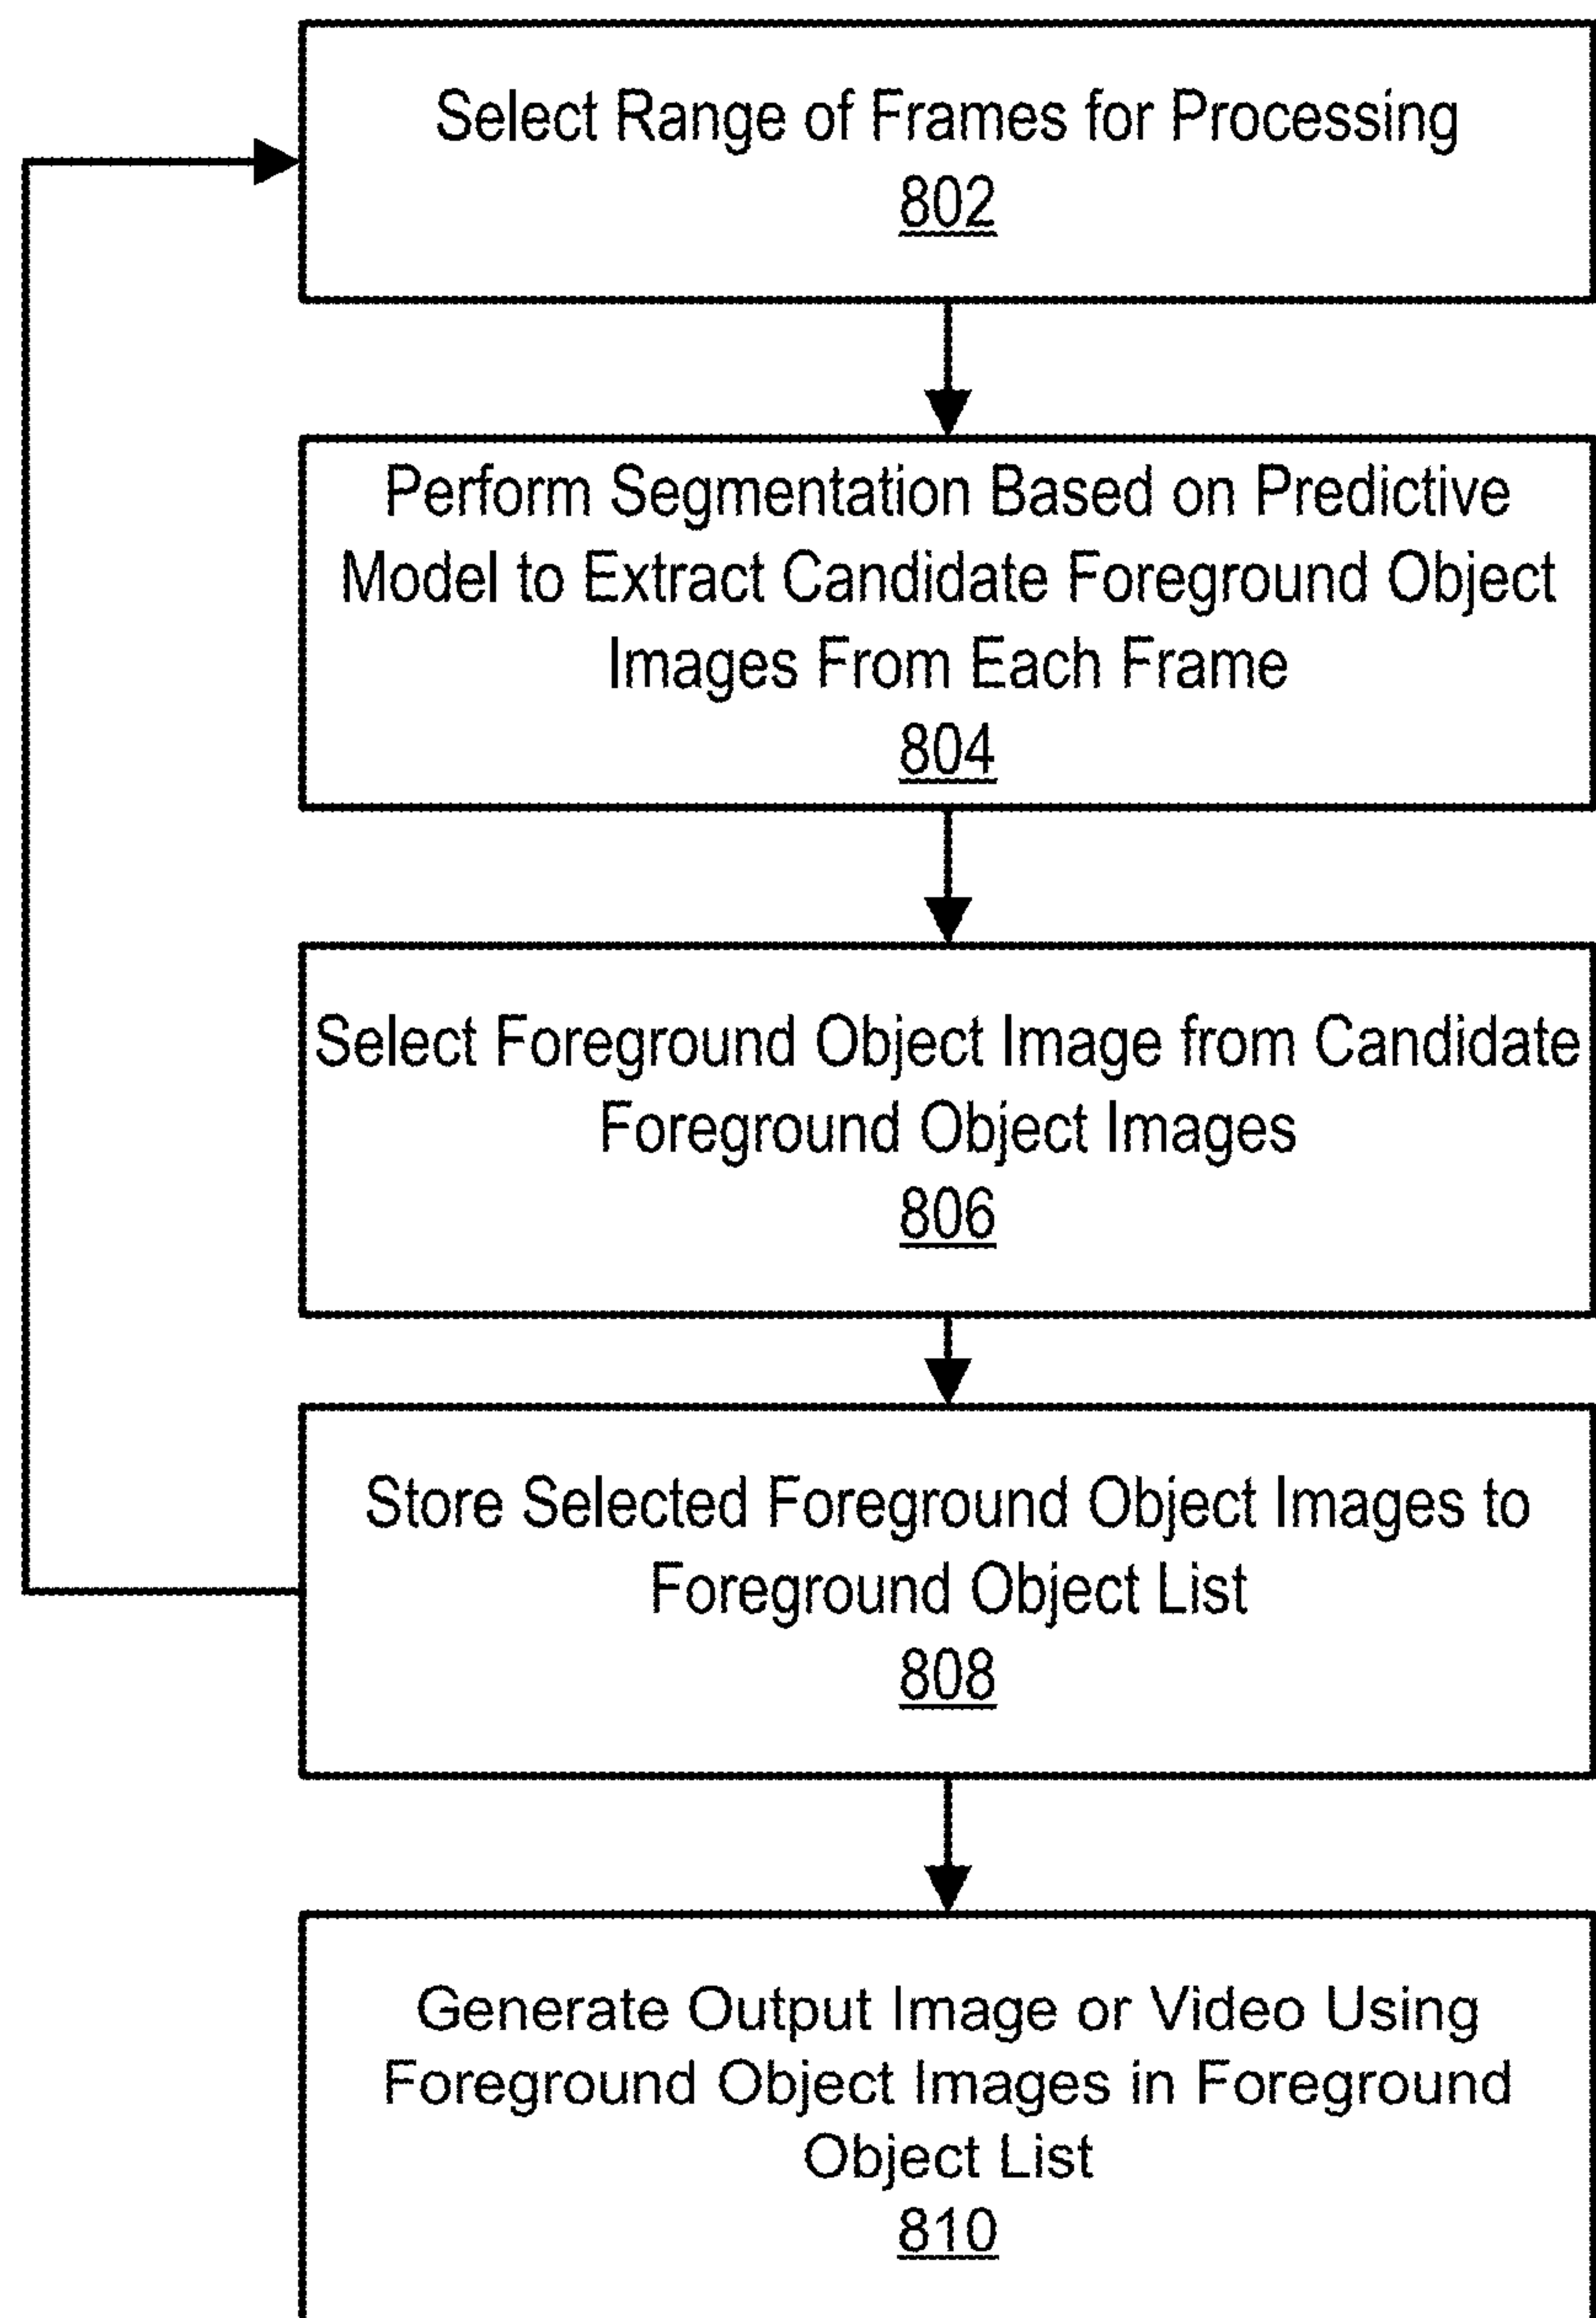 Select Range of Frames for Processing
802
Perform Segmentation Based on Predictive
Model to Extract Candidate Foreground Object
Images From Each Frame
804
Select Foreground Object Image from Candidate
Foreground Object Images
806
Store Selected Foreground Object Images to
Foreground Object List
808
Generate Output Image or Video Using
Foreground Object Images in Foreground
Object List
810